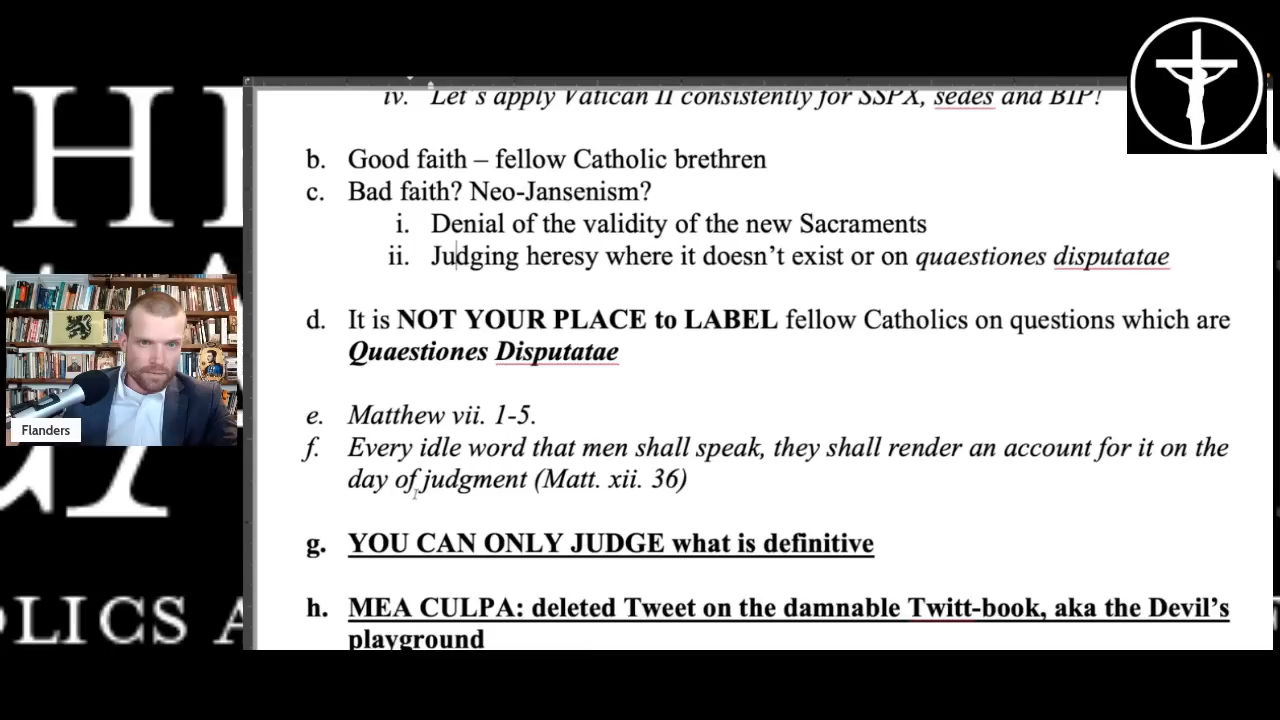 HI
iv. Let's apply Vatican II consistently for SSPX, sedes and BIP!
b. Good faith – fellow Catholic brethren
c. Bad faith? Neo-Jansenism?
i. Denial of the validity of the new Sacraments
ii. Judging heresy where it doesn't exist or on quaestiones disputatae
d. It is NOT YOUR PLACE to LABEL fellow Catholics on questions which are
Quaestiones Disputatae
Flanders
e. Matthew vii. 1-5.
f. Every idle word that men shall speak, they shall render an account for it on the
day of judgment (Matt. xii. 36)
g. YOU CAN ONLY JUDGE what is definitive
h. MEA CULPA: deleted Tweet on the damnable Twitt-book, aka the Devil's
playground
OLICS A